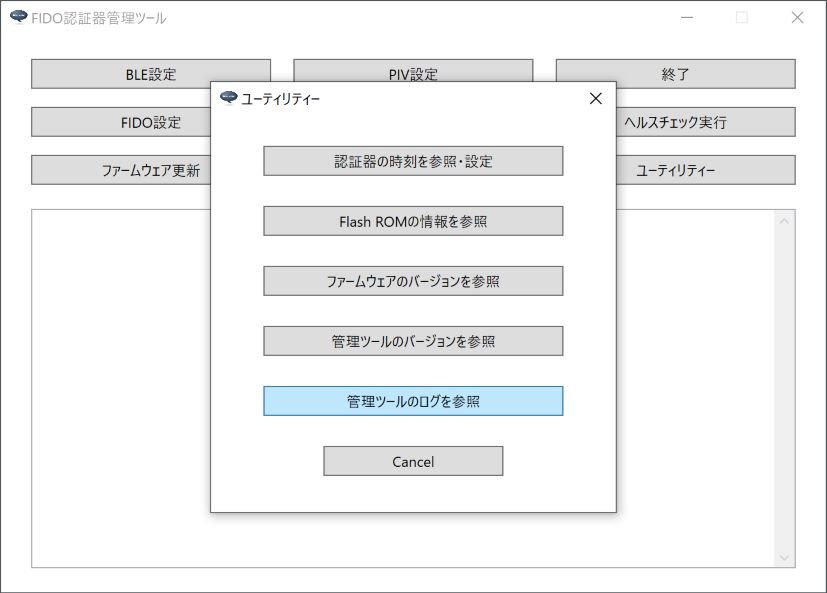 FIDO認証器管理ツール
BLE設定
PIV設定
終了
FIDO設定
ヘルスチェック実行
ファームウェア更新
ユーティリティー
ユーティリティー
認証器の時刻を参照・設定
Flash ROMの情報を参照
ファームウェアのバージョンを参照
管理ツールのバージョンを参照
管理ツールのログを参照
Cancel